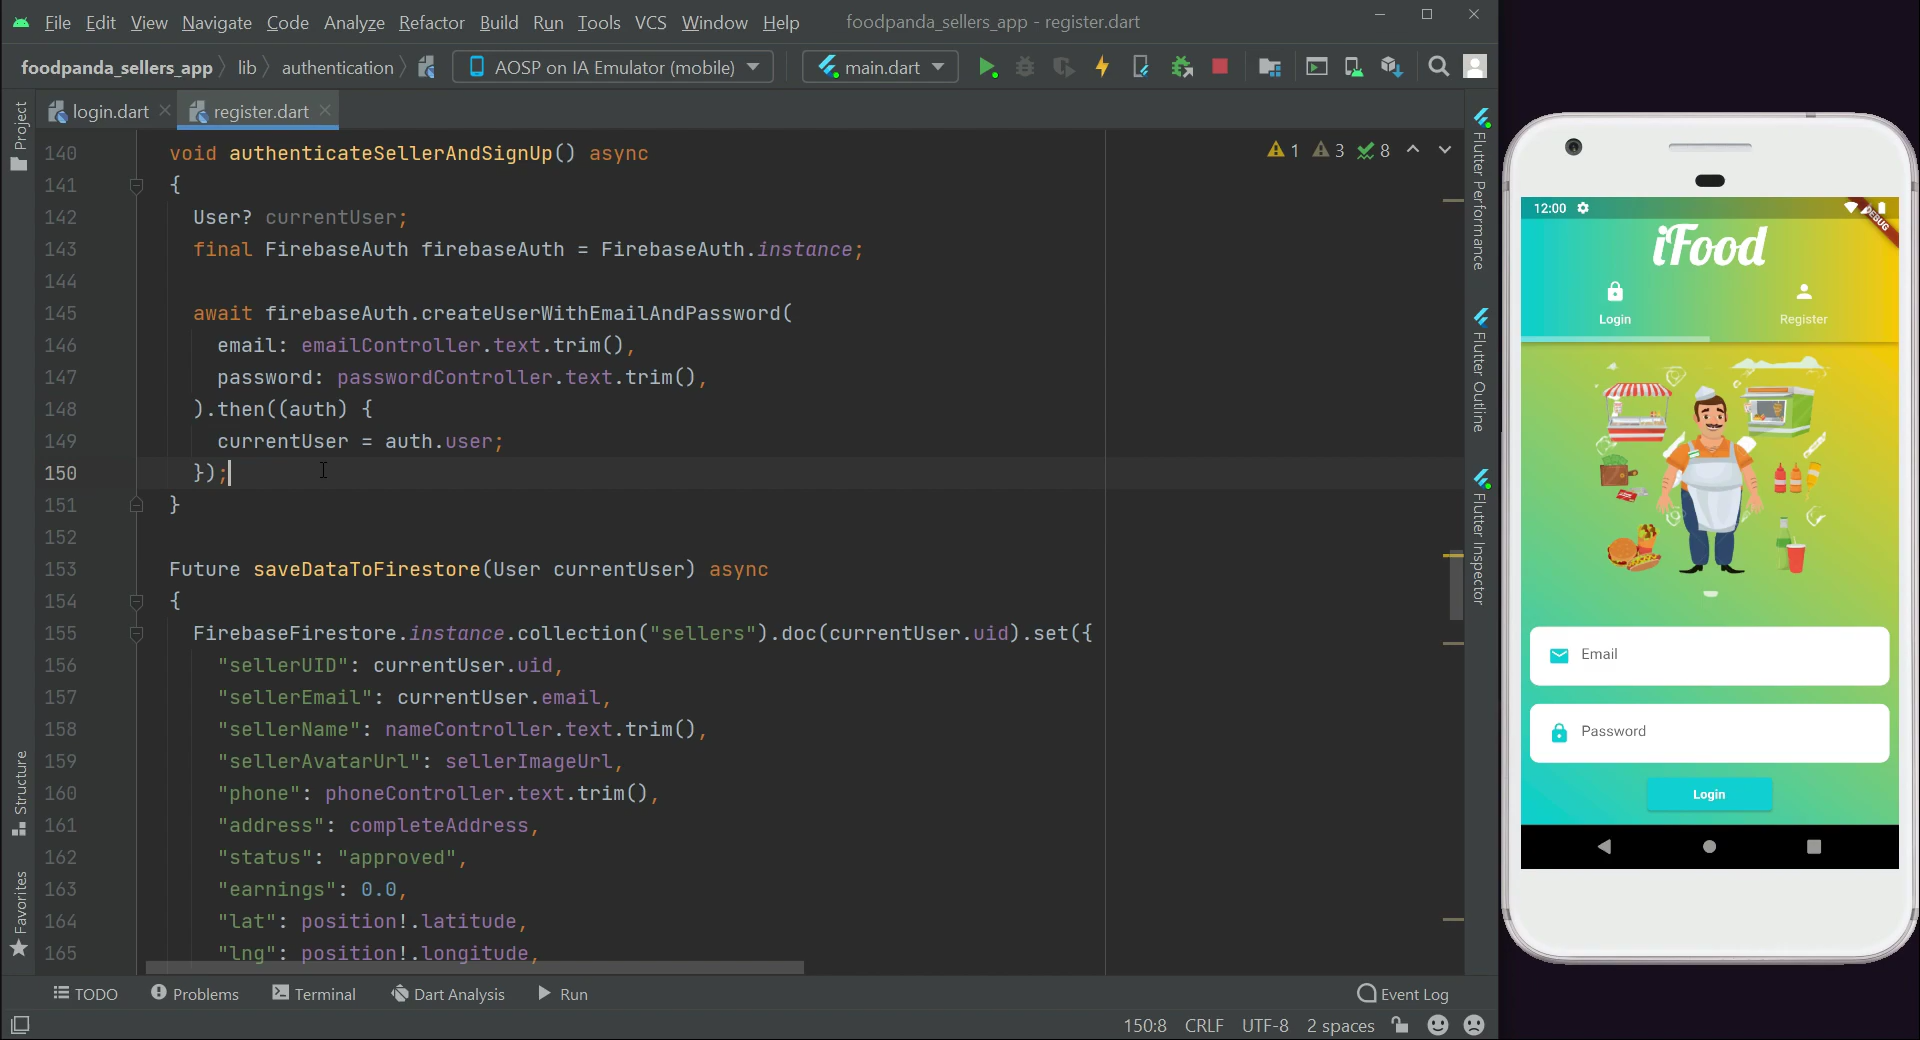 File Edit View Navigate Code Analyze Refactor Build Run Tools VCS Window Help foodpanda_sellers_app - register.dart
foodpanda_sellers_app lib authentication AOSP on IA Emulator (mobile) main.dart
login.dart register.dart
Project
Structure
Favorites
1 3 8
140 void authenticateSellerAndSignUp() async
141 {
142 User? currentUser;
143 final FirebaseAuth firebaseAuth = FirebaseAuth.instance;
144
145 await firebaseAuth.createUserWithEmailAndPassword(
146 email: emailController.text.trim(),
147 password: passwordController.text.trim(),
148 ).then((auth) {
149 currentUser = auth.user;
150 });
151 }
152
153 Future saveDataToFirestore(User currentUser) async
154 {
155 FirebaseFirestore.instance.collection("sellers").doc(currentUser.uid).set({
156 "sellerUID": currentUser.uid,
157 "sellerEmail": currentUser.email,
158 "sellerName": nameController.text.trim(),
159 "sellerAvatarUrl": sellerImageUrl,
160 "phone": phoneController.text.trim(),
161 "address": completeAddress,
162 "status": "approved",
163 "earnings": 0.0,
164 "lat": position!.latitude,
165 "lng": position!.longitude,
Flutter Performance
Flutter Outline
Flutter Inspector
TODO Problems Terminal Dart Analysis Run Event Log
150:8 CRLF UTF-8 2 spaces
12:00
DEBUG
iFood
Login Register
Email
Password
Login